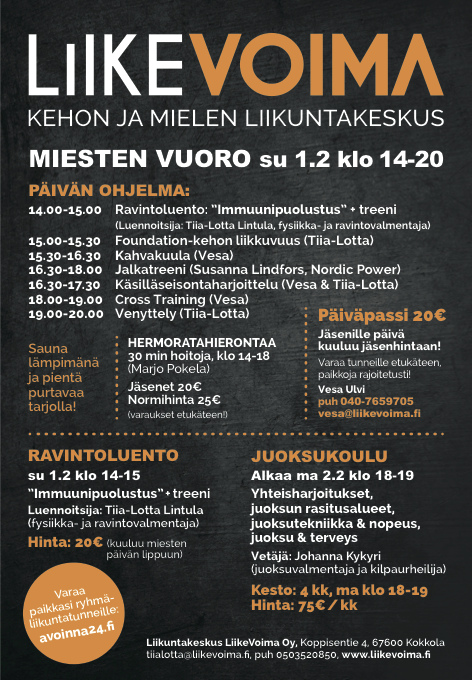 LIIKEVOIMA
KEHON JA MIELEN LIIKUNTAKESKUS
MIESTEN VUORO su 1.2 klo 14-20
PÄIVÄN OHJELMA:
14.00-15.00 Ravintoluento: ”Immuunipuolustus” + treeni
(Luennoitsija: Tiia-Lotta Lintula, fysiikka- ja ravintovalmentaja)
15.00-15.30 Foundation-kehon liikkuvuus (Tiia-Lotta)
15.30-16.30 Kahvakuula (Vesa)
16.30-18.00 Jalkatreeni (Susanna Lindfors, Nordic Power)
16.30-17.30 Käsilläseisontaharjoittelu (Vesa & Tiia-Lotta)
18.00-19.00 Cross Training (Vesa)
19.00-20.00 Venyttely (Tiia-Lotta)
Sauna
lämpimänä
ja pientä
purtavaa
tarjolla!
HERMORATAHIERONTAA
30 min hoitoja, klo 14-18
(Marjo Pokela)
Jäsenet 20€
Normihinta 25€
(varaukset etukäteen!)
Päiväpassi 20€
Jäsenille päivä
kuuluu jäsenhintaan!
Varaa tunneille etukäteen,
paikkoja rajoitetusti!
Vesa Ulvi
puh 040-7659705
vesa@liikevoima.fi
RAVINTOLUENTO
su 1.2 klo 14-15
”Immuunipuolustus” + treeni
Luennoitsija: Tiia-Lotta Lintula
(fysiikka- ja ravintovalmentaja)
Hinta: 20€ (kuuluu miesten
päivän lippuun)
JUOKSUKOULU
Alkaa ma 2.2 klo 18-19
Yhteisharjoitukset,
juoksun rasitusalueet,
juoksutekniikka & nopeus,
juoksu & terveys
Vetäjä: Johanna Kykyri
(juoksuvalmentaja ja kilpaurheilija)
Kesto: 4 kk, ma klo 18-19
Hinta: 75€ / kk
Varaa
paikkasi ryhmä-
liikuntatunneille:
avoinna24.fi
Liikuntakeskus LiikeVoima Oy, Koppisentie 4, 67600 Kokkola
tiialotta@liikevoima.fi, puh 0503520850, www.liikevoima.fi